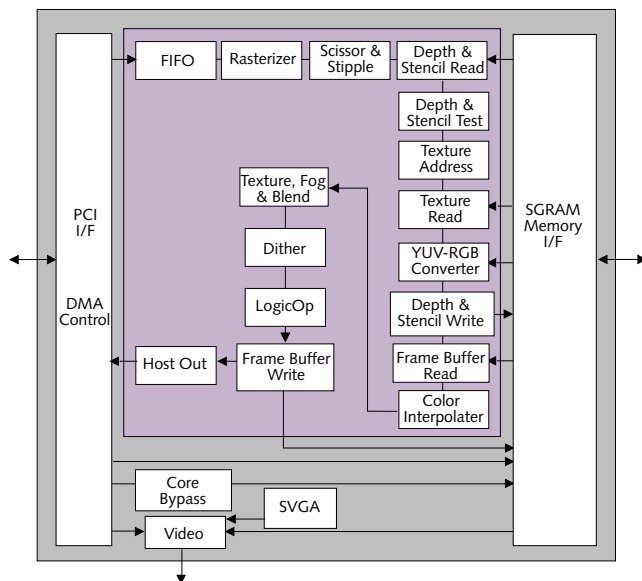 FIFO
Rasterizer
Scissor &
Stipple
Depth &
Stencil Read
Depth &
Stencil Test
Texture
Address
Texture, Fog
& Blend
Texture
Read
PCI
I/F
SGRAM
Memory
I/F
Dither
YUV-RGB
Converter
DMA
Control
LogicOp
Depth &
Stencil Write
Host Out
Frame Buffer
Write
Frame Buffer
Read
Color
Interpolater
Core
Bypass
SVGA
Video